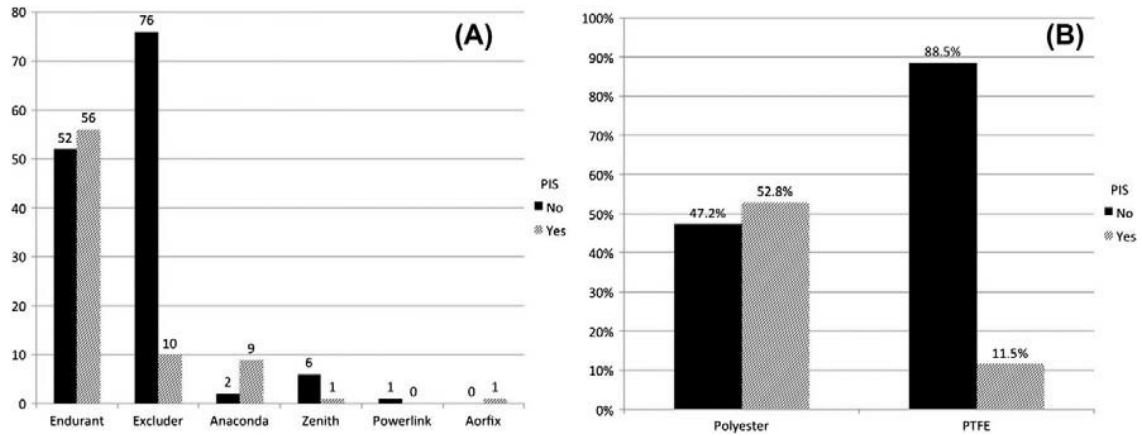 (A)
80
70
60
50
40
30
20
10
0
52
56
76
10
2
9
6
1
1
0
0
1
Endurant
Excluder
Anaconda
Zenith
Powerlink
Aorfix
PIS
No
Yes
(B)
100%
90%
80%
70%
60%
50%
40%
30%
20%
10%
0%
47.2%
52.8%
88.5%
11.5%
Polyester
PTFE
PIS
No
Yes